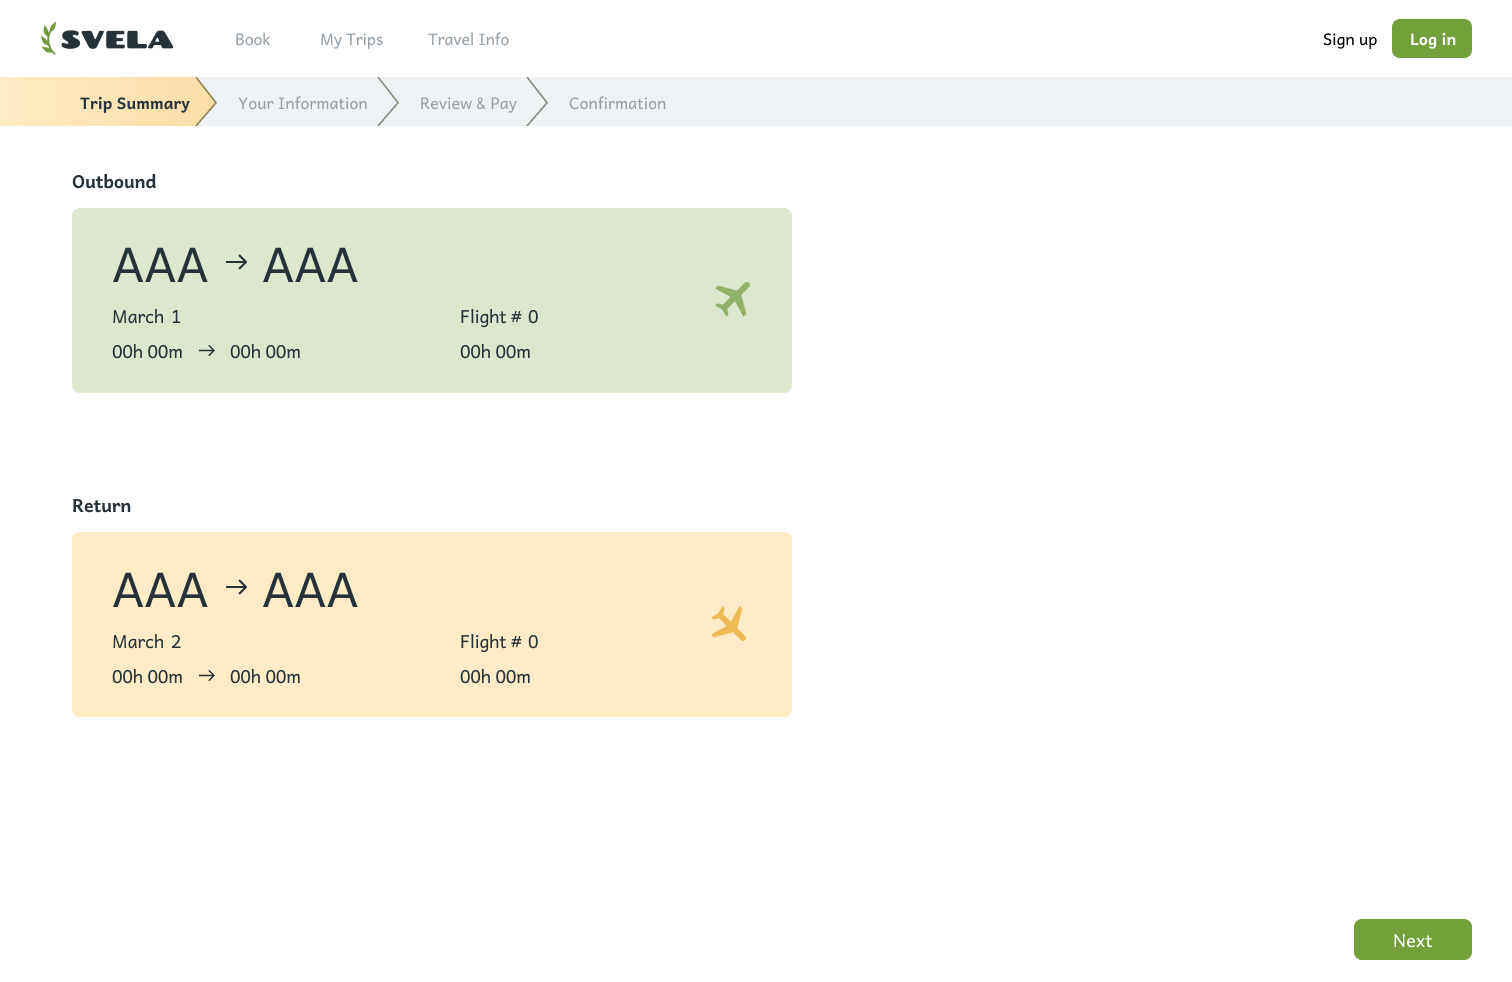 SVELA Book My Trips Travel Info Sign up Log in
Trip Summary Your Information Review & Pay Confirmation
Outbound
AAA → AAA
March 1 Flight # 0
00h 00m → 00h 00m 00h 00m
Return
AAA → AAA
March 2 Flight # 0
00h 00m → 00h 00m 00h 00m
Next